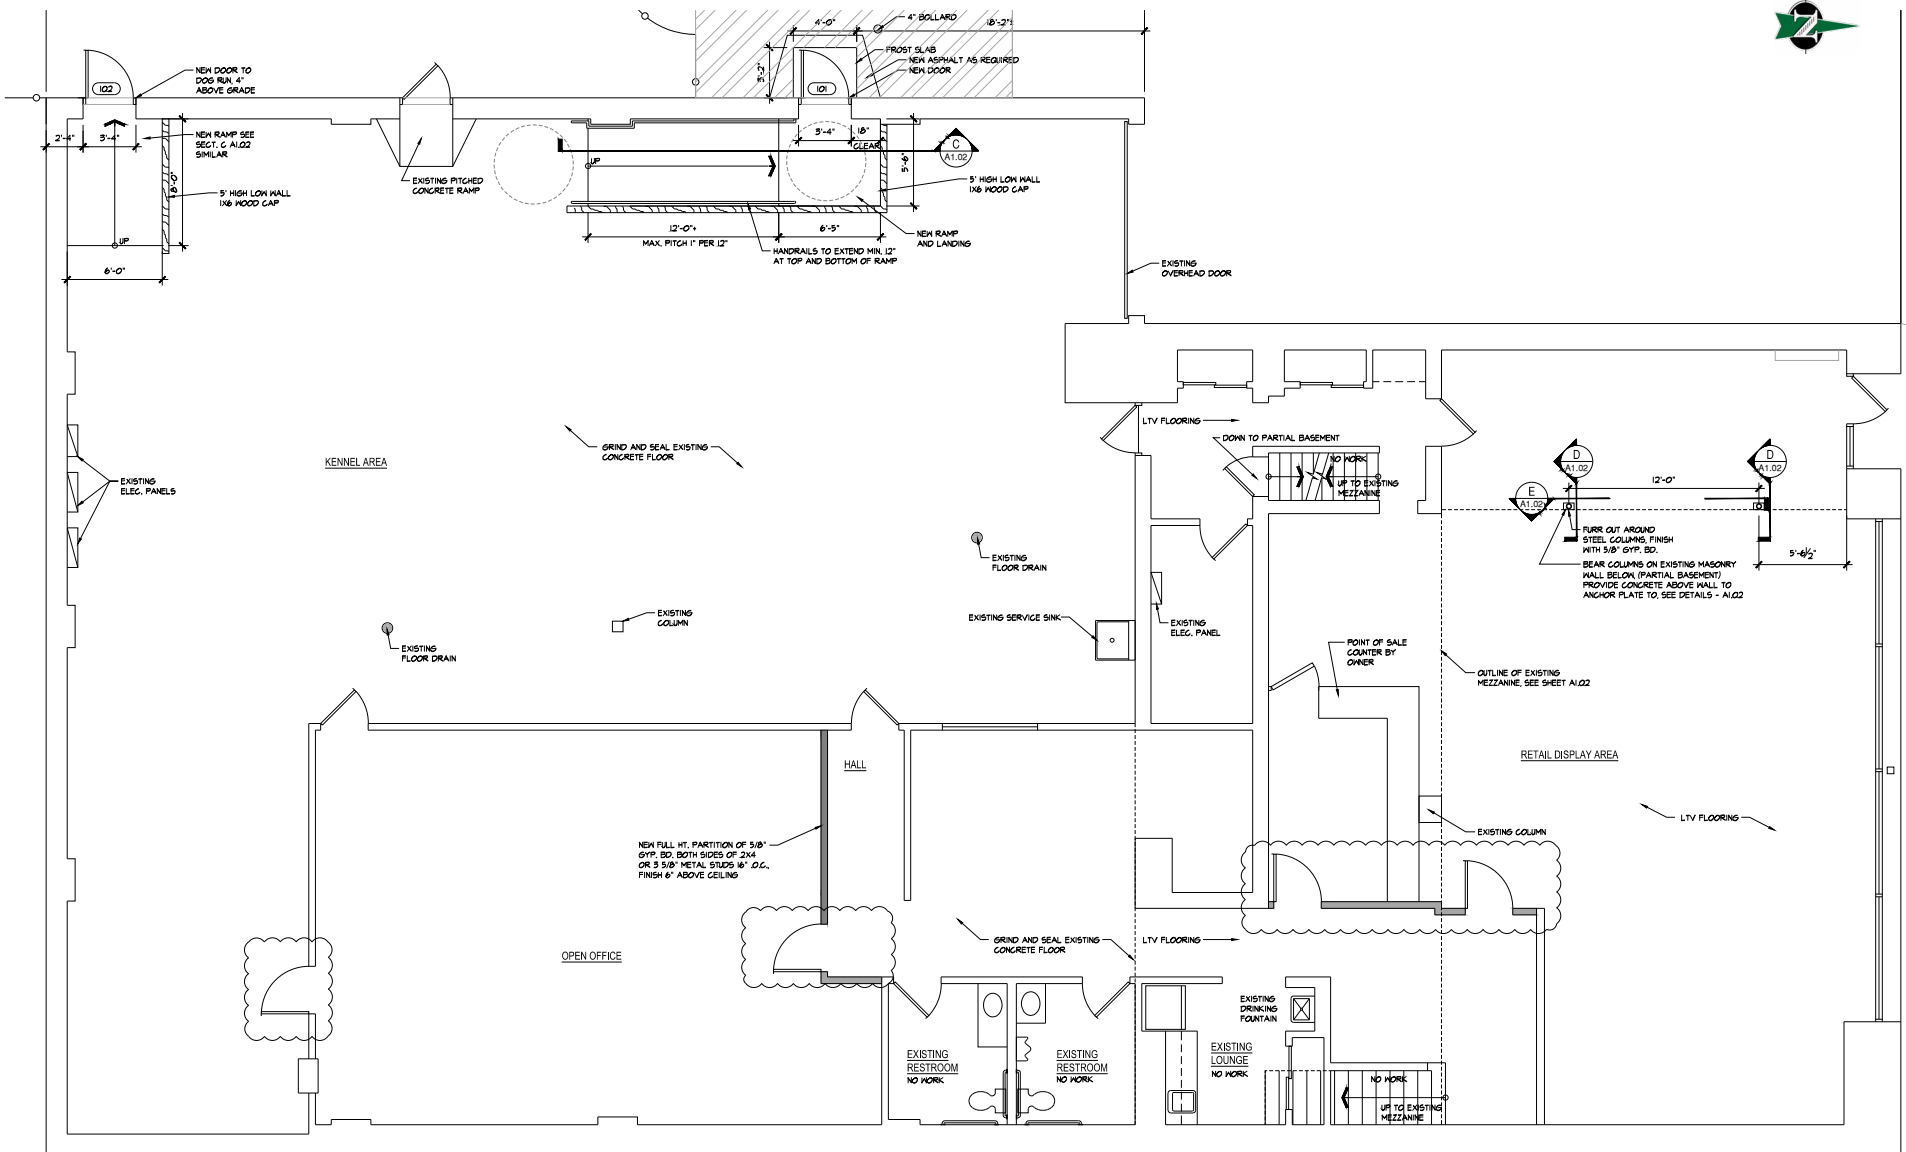 4'-0"
4" BOLLARD
18'-2"±
Z
FROST SLAB
NEW ASPHALT AS REQUIRED
NEW DOOR
5'-2"
NEW DOOR TO
DOG RUN, 4"
ABOVE GRADE
102
101
2'-4"
3'-4"
NEW RAMP SEE
SECT. C A1.02
SIMILAR
3'-4"
18"
CLEAR
C
A1.02
5'-6"
UP
EXISTING PITCHED
CONCRETE RAMP
8'-0"
5' HIGH LOW WALL
1X6 WOOD CAP
5' HIGH LOW WALL
1X6 WOOD CAP
UP
12'-0"±
6'-5"
MAX. PITCH 1" PER 12"
NEW RAMP
AND LANDING
HANDRAILS TO EXTEND MIN. 12"
AT TOP AND BOTTOM OF RAMP
6'-0"
EXISTING
OVERHEAD DOOR
LTV FLOORING
DOWN TO PARTIAL BASEMENT
GRIND AND SEAL EXISTING
CONCRETE FLOOR
KENNEL AREA
NO WORK
UP TO EXISTING
MEZZANINE
D
A1.02
D
A1.02
12'-0"
E
A1.02
EXISTING
ELEC. PANELS
FURR OUT AROUND
STEEL COLUMNS, FINISH
WITH 5/8" GYP. BD.
5'-6½"
BEAR COLUMNS ON EXISTING MASONRY
WALL BELOW, (PARTIAL BASEMENT)
PROVIDE CONCRETE ABOVE WALL TO
ANCHOR PLATE TO, SEE DETAILS - A1.02
EXISTING
FLOOR DRAIN
EXISTING
COLUMN
EXISTING SERVICE SINK
EXISTING
ELEC. PANEL
EXISTING
FLOOR DRAIN
POINT OF SALE
COUNTER BY
OWNER
OUTLINE OF EXISTING
MEZZANINE, SEE SHEET A1.02
HALL
RETAIL DISPLAY AREA
LTV FLOORING
EXISTING COLUMN
NEW FULL HT. PARTITION OF 5/8"
GYP. BD. BOTH SIDES OF 2X4
OR 3 5/8" METAL STUDS 16" O.C.,
FINISH 6" ABOVE CEILING
GRIND AND SEAL EXISTING
CONCRETE FLOOR
LTV FLOORING
OPEN OFFICE
EXISTING
DRINKING
FOUNTAIN
EXISTING
RESTROOM
NO WORK
EXISTING
RESTROOM
NO WORK
EXISTING
LOUNGE
NO WORK
NO WORK
UP TO EXISTING
MEZZANINE